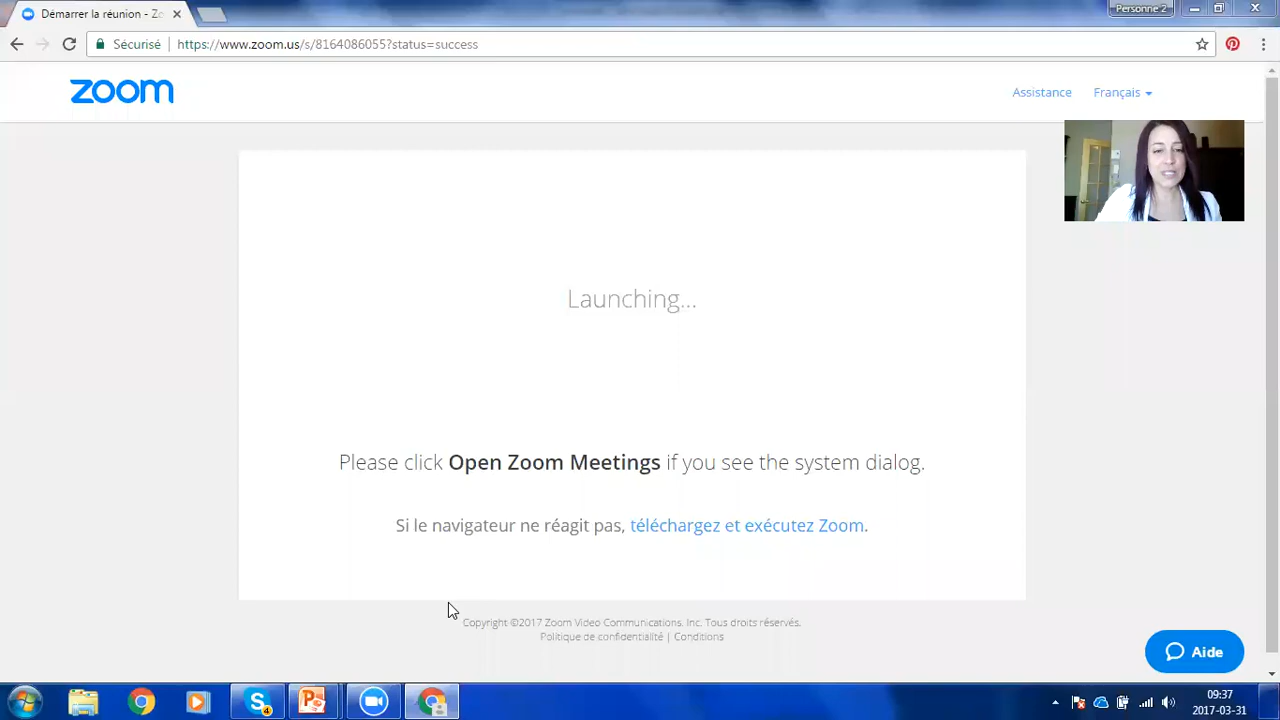 Démarrer la réunion - Zo
Personne 2
Sécurisé
https://www.zoom.us/s/8164086055?status=success
zoom
Assistance
Français
Launching...
Please click Open Zoom Meetings if you see the system dialog.
Si le navigateur ne réagit pas, téléchargez et exécutez Zoom.
Copyright ©2017 Zoom Video Communications. Inc. Tous droits réservés.
Politique de confidentialité | Conditions
Aide
09:37
2017-03-31